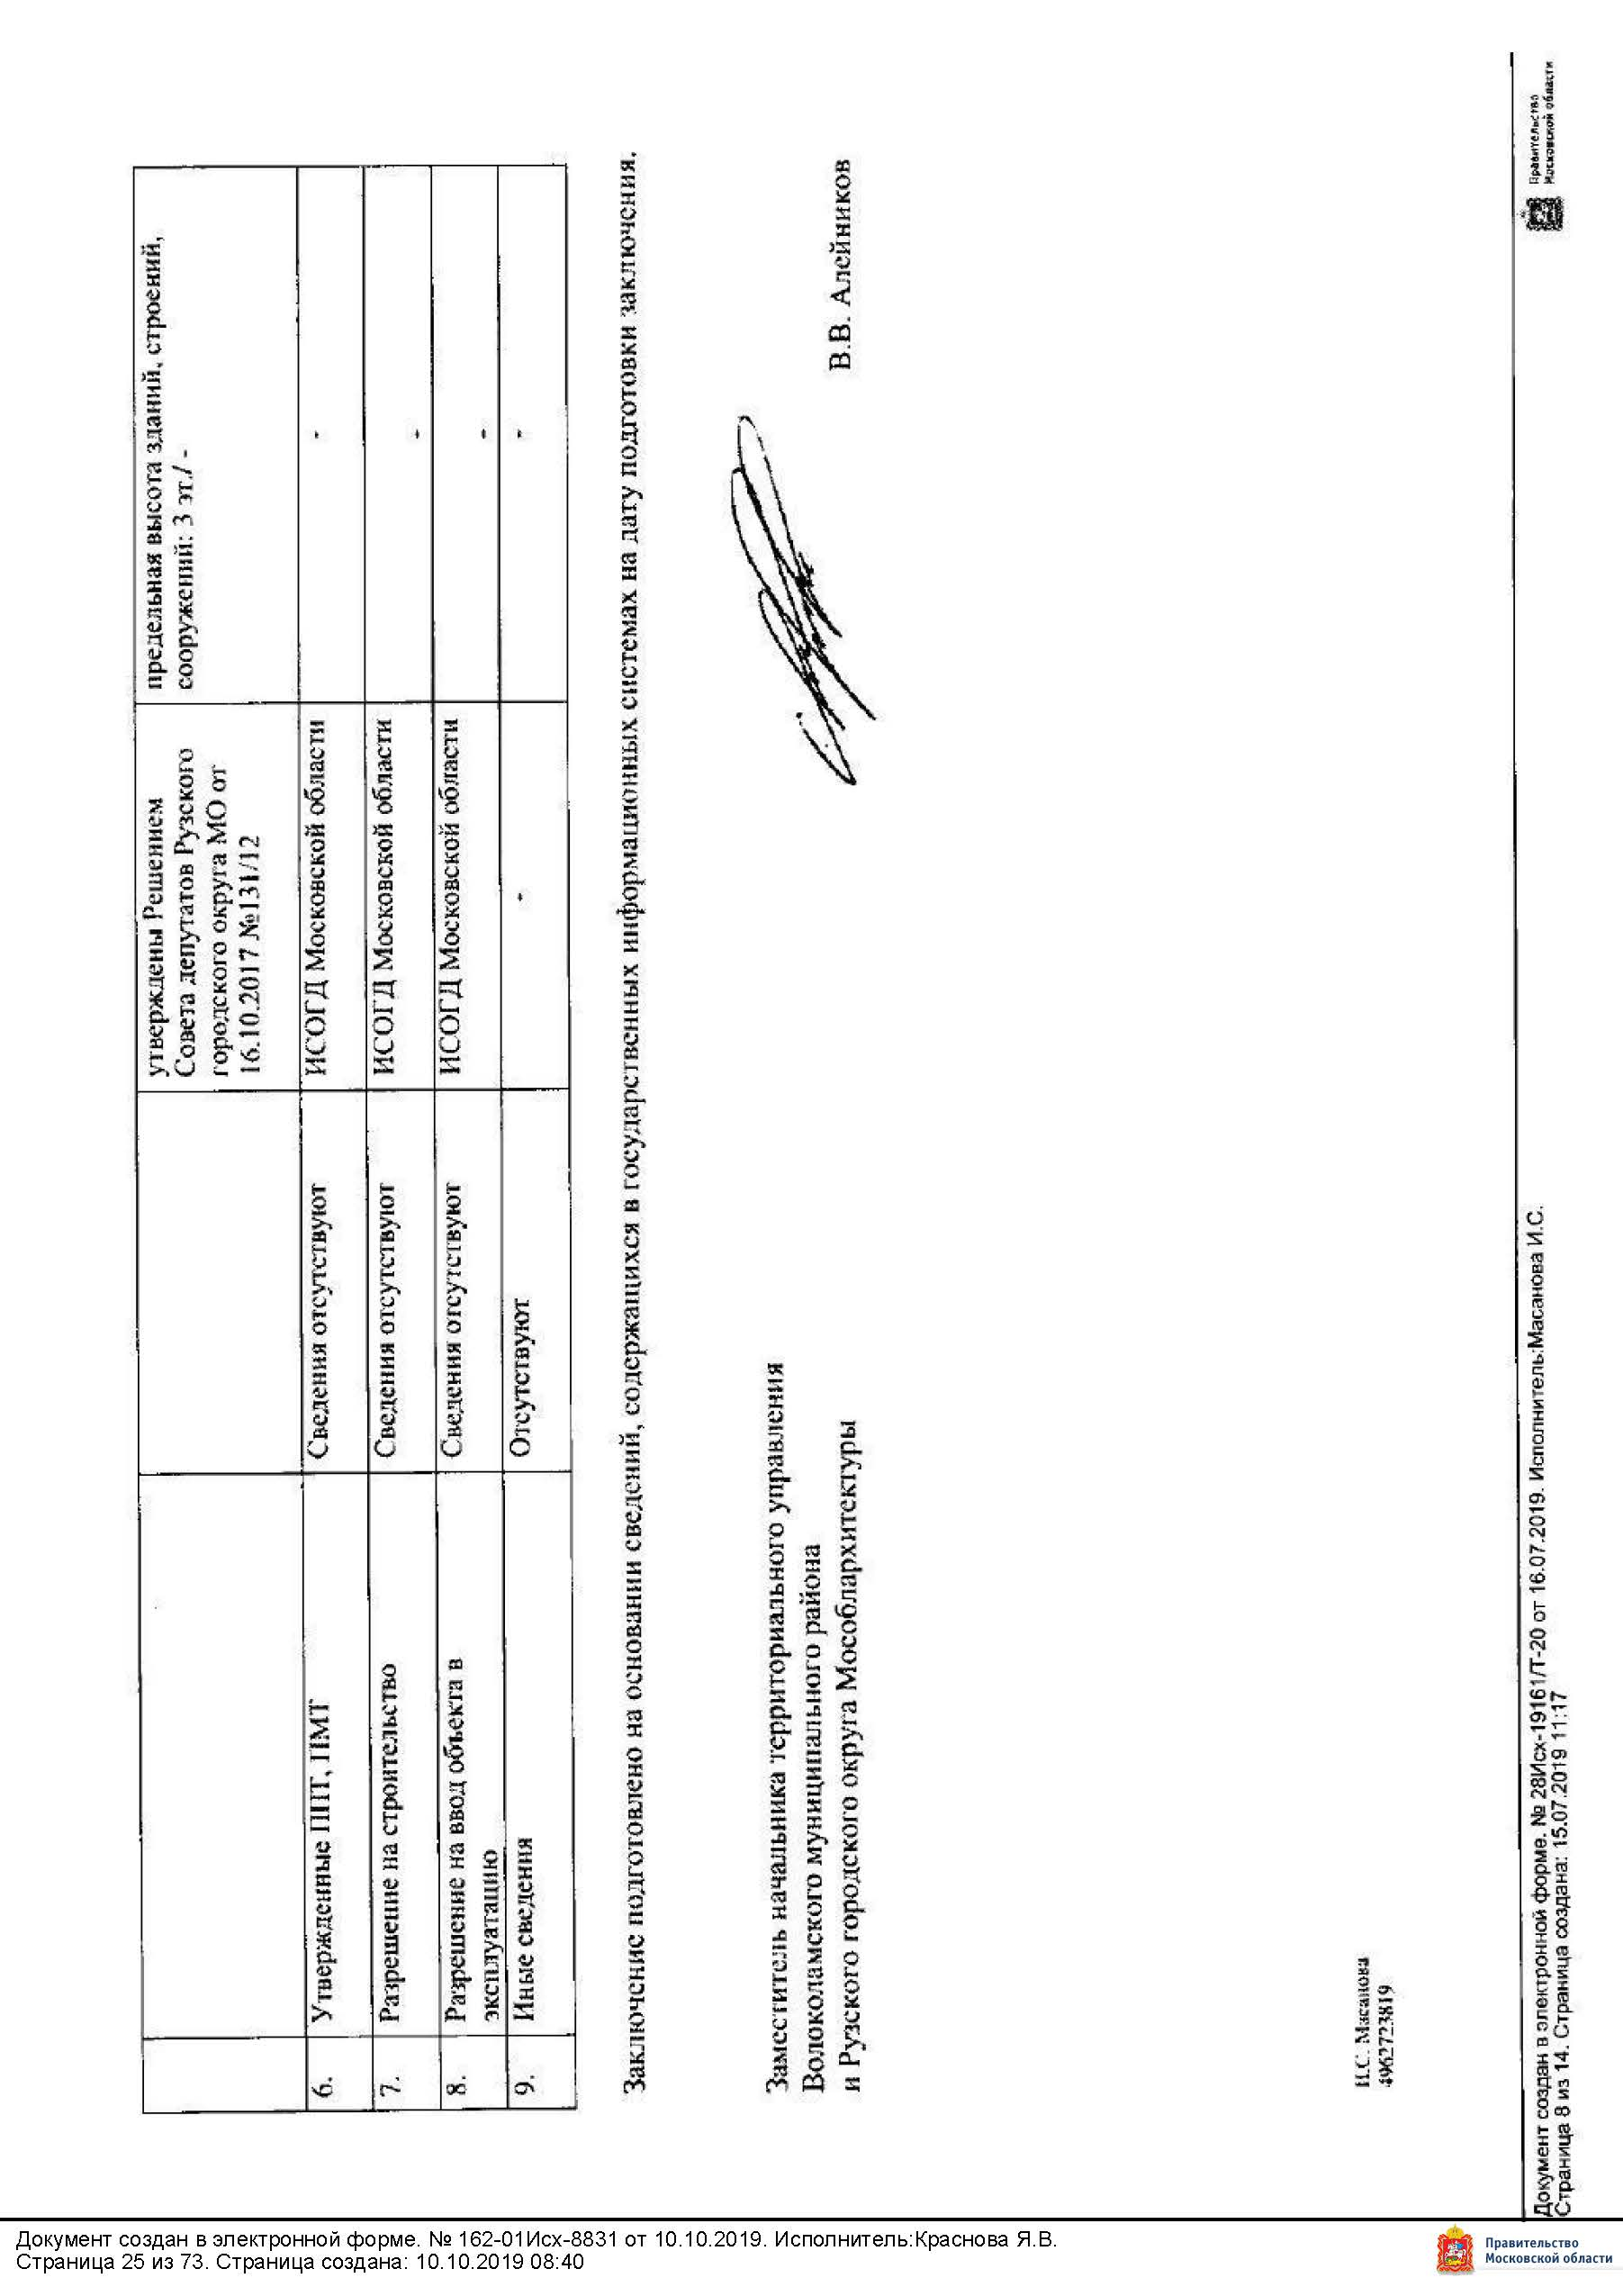 утверждены Решением
Совета депутатов Рузского
городского округа МО от
16.10.2017 №131/12
предельная высота зданий, строений,
сооружений: 3 эт./ -
6. Утвержденные ППТ, ПМТ Сведения отсутствуют ИСОГД Московской области -
7. Разрешение на строительство Сведения отсутствуют ИСОГД Московской области -
8. Разрешение на ввод объекта в Сведения отсутствуют ИСОГД Московской области -
эксплуатацию
9. Иные сведения Отсутствуют - -
Заключение подготовлено на основании сведений, содержащихся в государственных информационных системах на дату подготовки заключения.
Заместитель начальника территориального управления
Волоколамского муниципального района
и Рузского городского округа Мособлархитектуры
В.В. Алейников
И.С. Масанова
4962723819
Документ создан в электронной форме. № 28Исх-19161/Т-20 от 16.07.2019. Исполнитель:Масанова И.С.
Страница 8 из 14. Страница создана: 15.07.2019 11:17
Правительство
Московской области
Документ создан в электронной форме. № 162-01Исх-8831 от 10.10.2019. Исполнитель:Краснова Я.В.
Страница 25 из 73. Страница создана: 10.10.2019 08:40
Правительство
Московской области